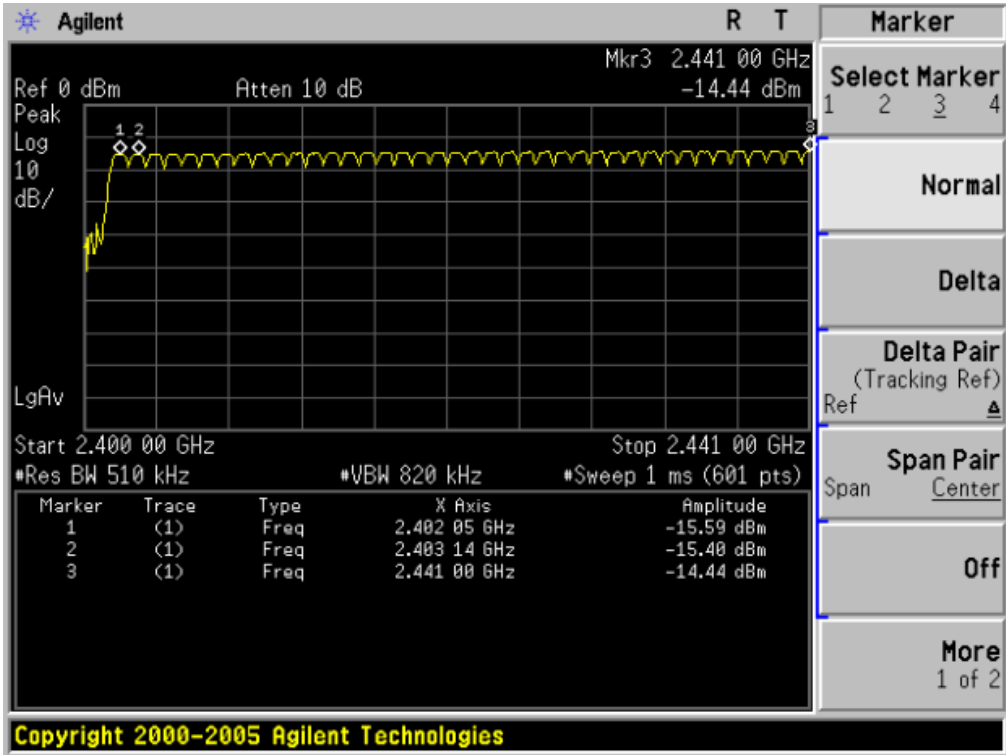 Agilent R T
Mkr3 2.441 00 GHz
Ref 0 dBm Atten 10 dB -14.44 dBm
Peak
Log
10
dB/
1 2
3
LgAv
Start 2.400 00 GHz Stop 2.441 00 GHz
#Res BW 510 kHz #VBW 820 kHz #Sweep 1 ms (601 pts)
Marker Trace Type X Axis Amplitude
1 (1) Freq 2.402 05 GHz -15.59 dBm
2 (1) Freq 2.403 14 GHz -15.40 dBm
3 (1) Freq 2.441 00 GHz -14.44 dBm
Copyright 2000-2005 Agilent Technologies
Marker
Select Marker
1 2 3 4
Normal
Delta
Delta Pair
(Tracking Ref)
Ref Δ
Span Pair
Span Center
Off
More
1 of 2